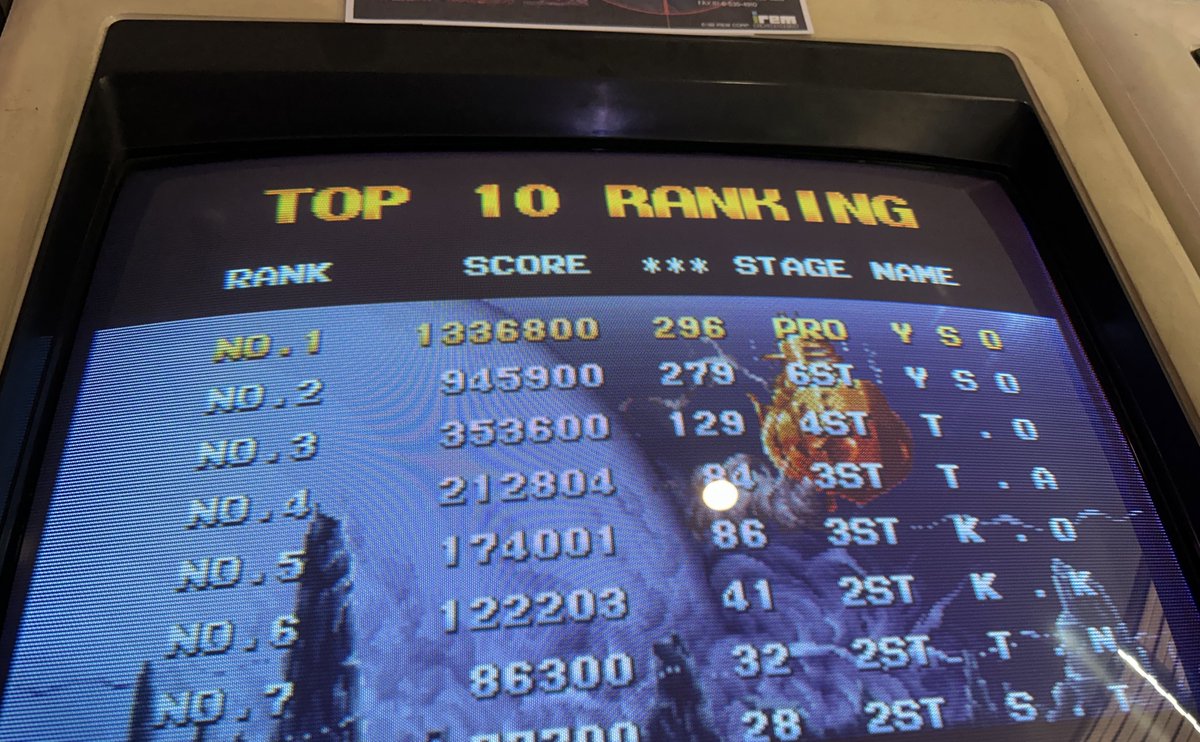 irem
TOP 10 RANKING
RANK SCORE *** STAGE NAME
NO.1 1336800 296 PRO Y S O
NO.2 945900 279 6ST Y S O
NO.3 353600 129 4ST T . O
NO.4 212804 84 3ST T . A
NO.5 174001 86 3ST K . O
NO.6 122203 41 2ST K . K
NO.7 86300 32 2ST T . N
28 2ST S . T